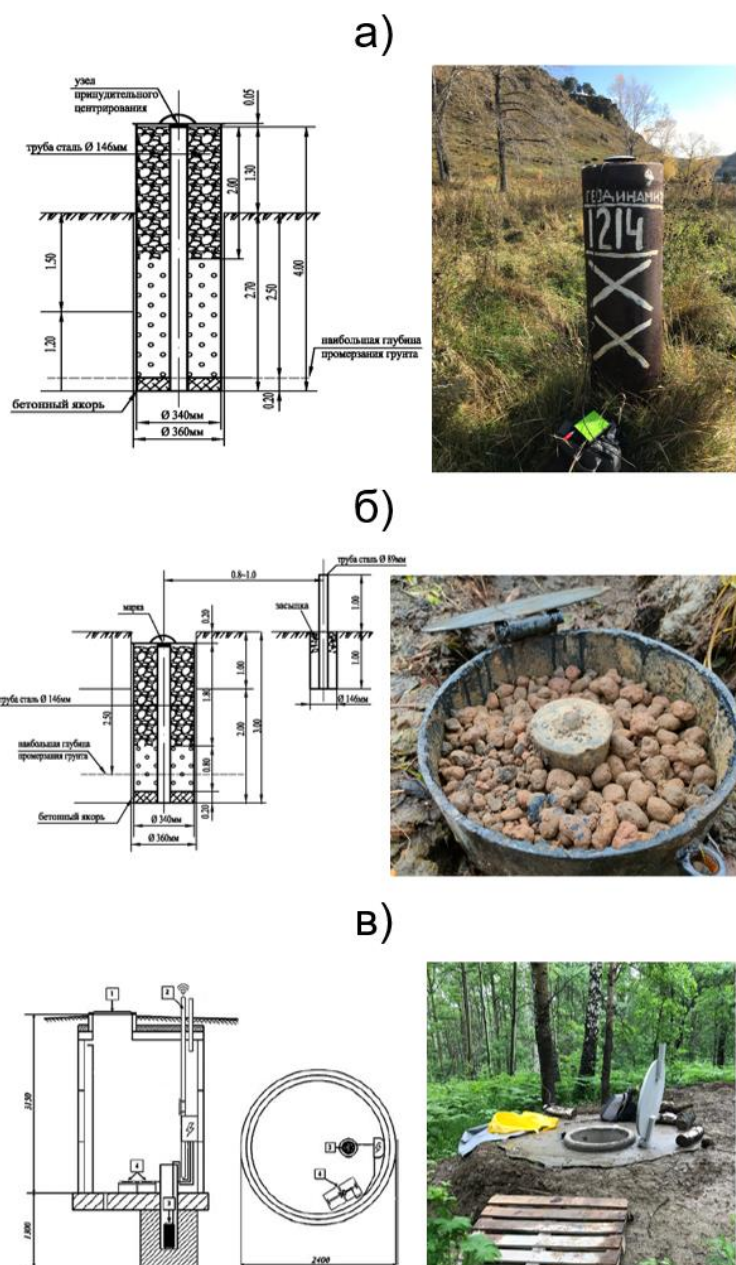 а)
узел
принудительного
центрирования
0.05
труба сталь Ø 146мм
2.00
1.30
1.50
2.70
2.50
4.00
1.20
наибольшая глубина
промерзания грунта
бетонный якорь
0.20
Ø 340мм
Ø 360мм
ГЕОДИНАМИ
1214
б)
труба сталь Ø 89мм
0.8-1.0
марка
0.20
засыпка
1.00
1.00
1.00
1.80
труба сталь Ø 146мм
2.50
Ø 146мм
2.00
3.00
наибольшая глубина
промерзания грунта
0.80
бетонный якорь
0.20
Ø 340мм
Ø 360мм
в)
1
2
3150
3
4
4
3
1300
2400